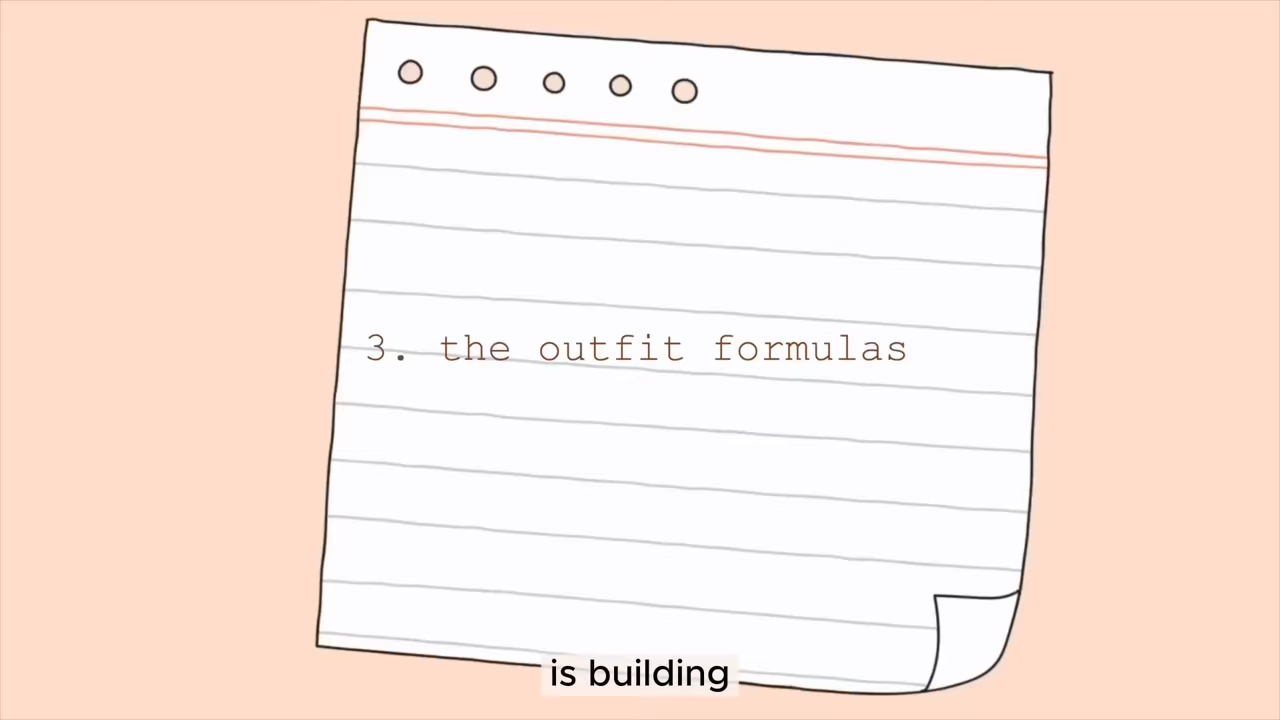 3. the outfit formulas
is building